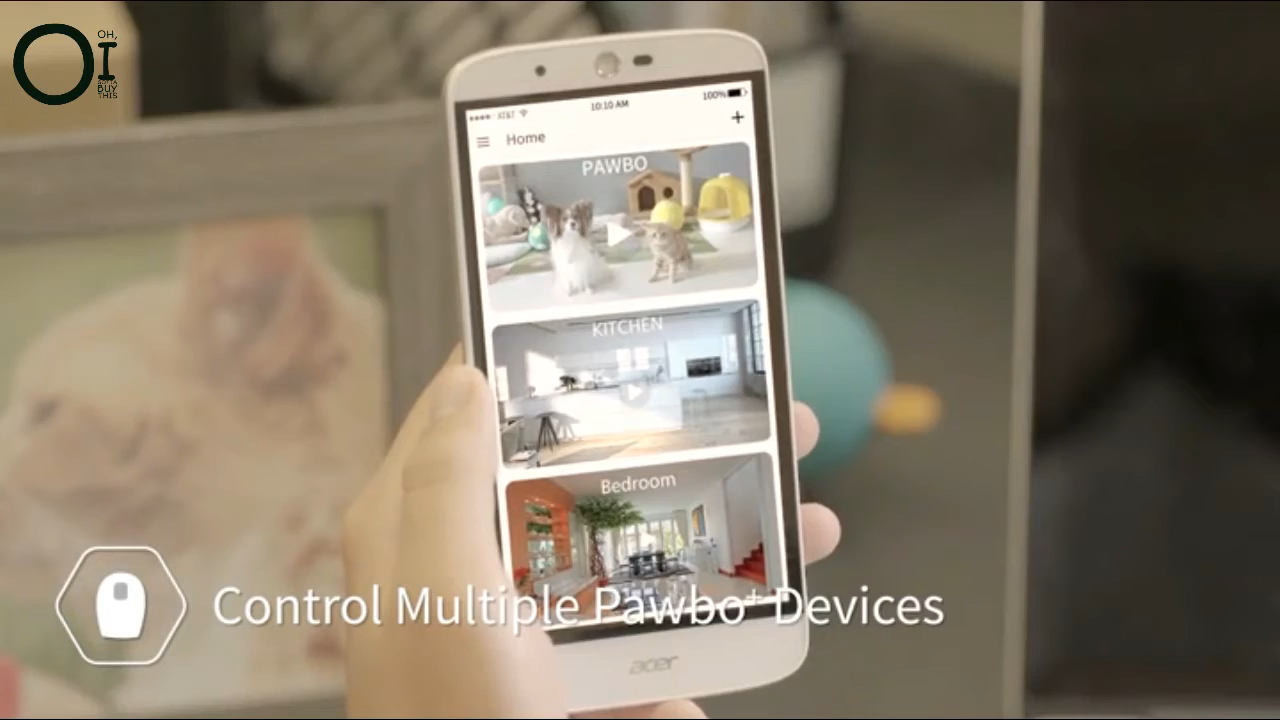 OH,
I
BUY
THIS
AT&T
10:10 AM
100%
Home
+
PAWBO
KITCHEN
Bedroom
Control Multiple Pawbo+ Devices
acer